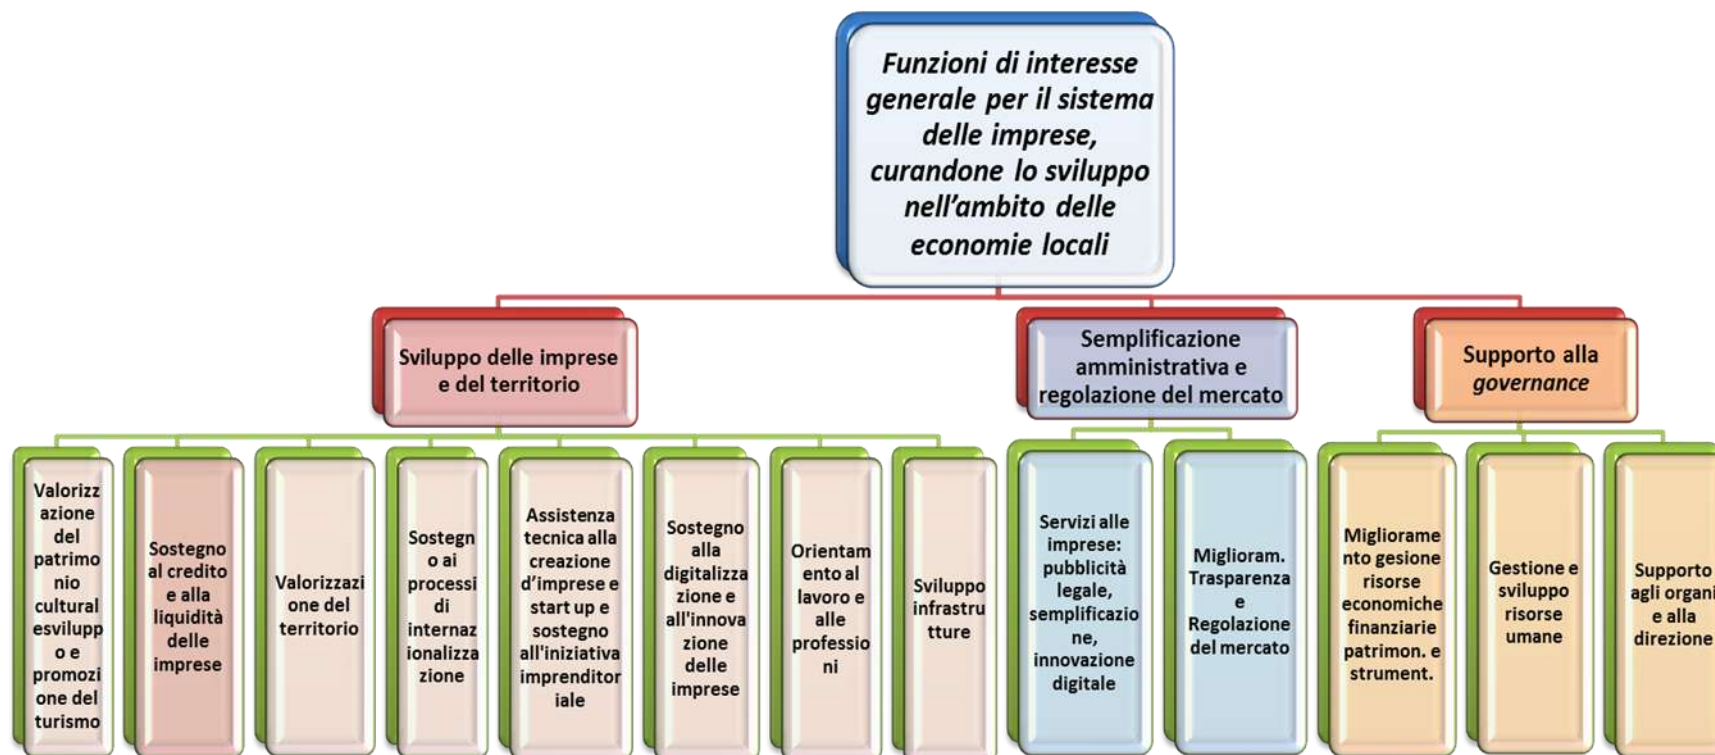 Funzioni di interesse
generale per il sistema
delle imprese,
curandone lo sviluppo
nell’ambito delle
economie locali
Sviluppo delle imprese
e del territorio
Semplificazione
amministrativa e
regolazione del mercato
Supporto alla
governance
Valorizz
azione
del
patrimo
nio
cultural
esvilupp
o e
promozi
one del
turismo
Sostegno
al credito
e alla
liquidità
delle
imprese
Valorizzazi
one del
territorio
Sostegn
o ai
processi
di
internaz
ionalizza
zione
Assistenza
tecnica alla
creazione
d’imprese e
start up e
sostegno
all'iniziativa
imprenditor
iale
Sostegno
alla
digitalizza
zione e
all'innova
zione
delle
imprese
Orientam
ento al
lavoro e
alle
professio
ni
Sviluppo
infrastru
tture
Servizi alle
imprese:
pubblicità
legale,
semplificazio
ne,
innovazione
digitale
Miglioram.
Trasparenza
e
Regolazione
del mercato
Migliorame
nto gesione
risorse
economiche
finanziarie
patrimon. e
strument.
Gestione e
sviluppo
risorse
umane
Supporto
agli organi
e alla
direzione